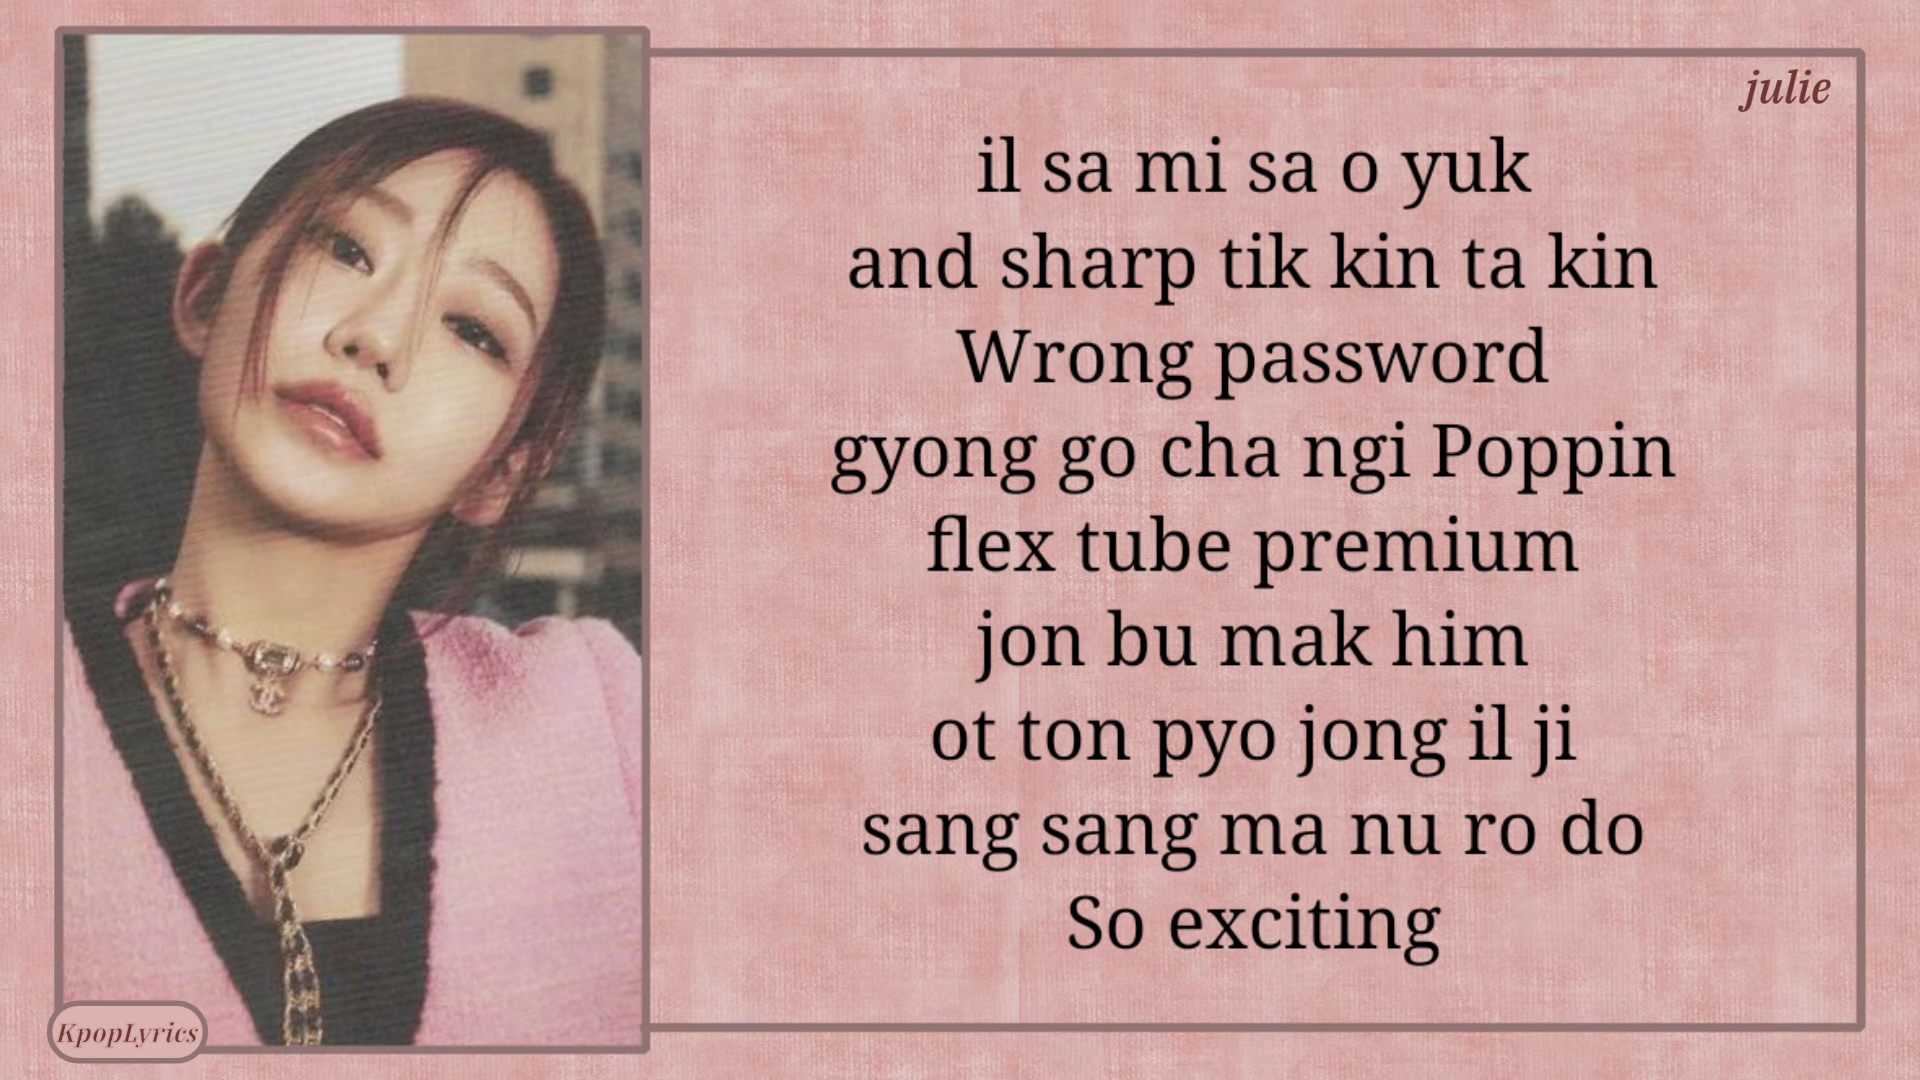 julie
il sa mi sa o yuk
and sharp tik kin ta kin
Wrong password
gyong go cha ngi Poppin
flex tube premium
jon bu mak him
ot ton pyo jong il ji
sang sang ma nu ro do
So exciting
KpopLyrics